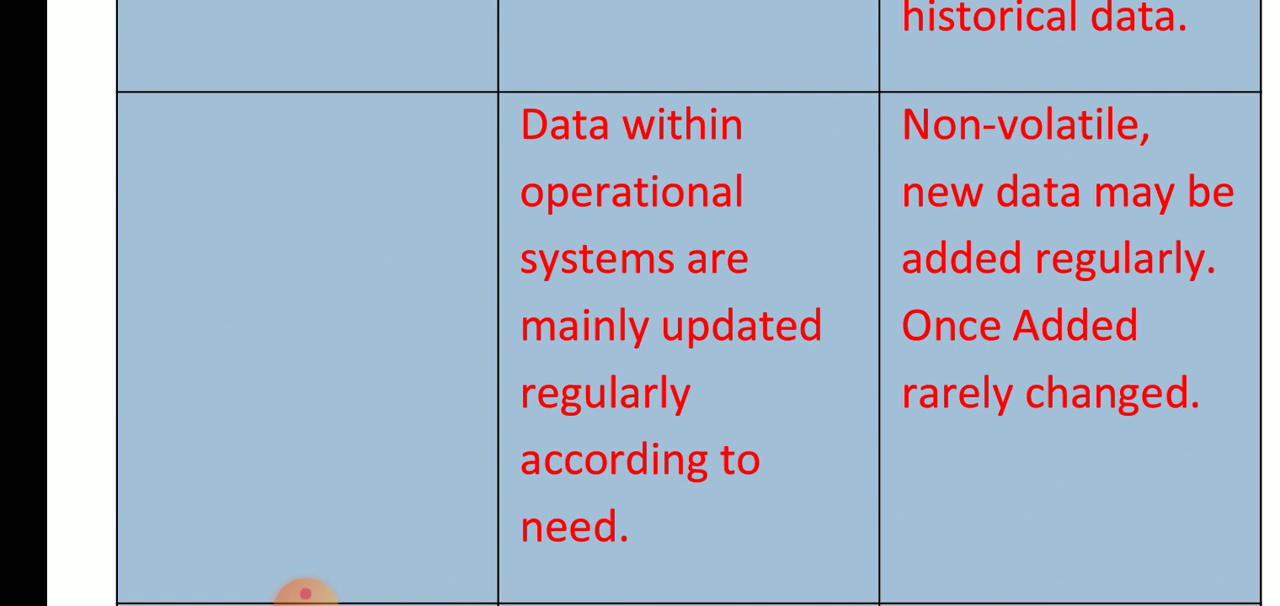 historical data.
Data within
operational
systems are
mainly updated
regularly
according to
need.
Non-volatile,
new data may be
added regularly.
Once Added
rarely changed.